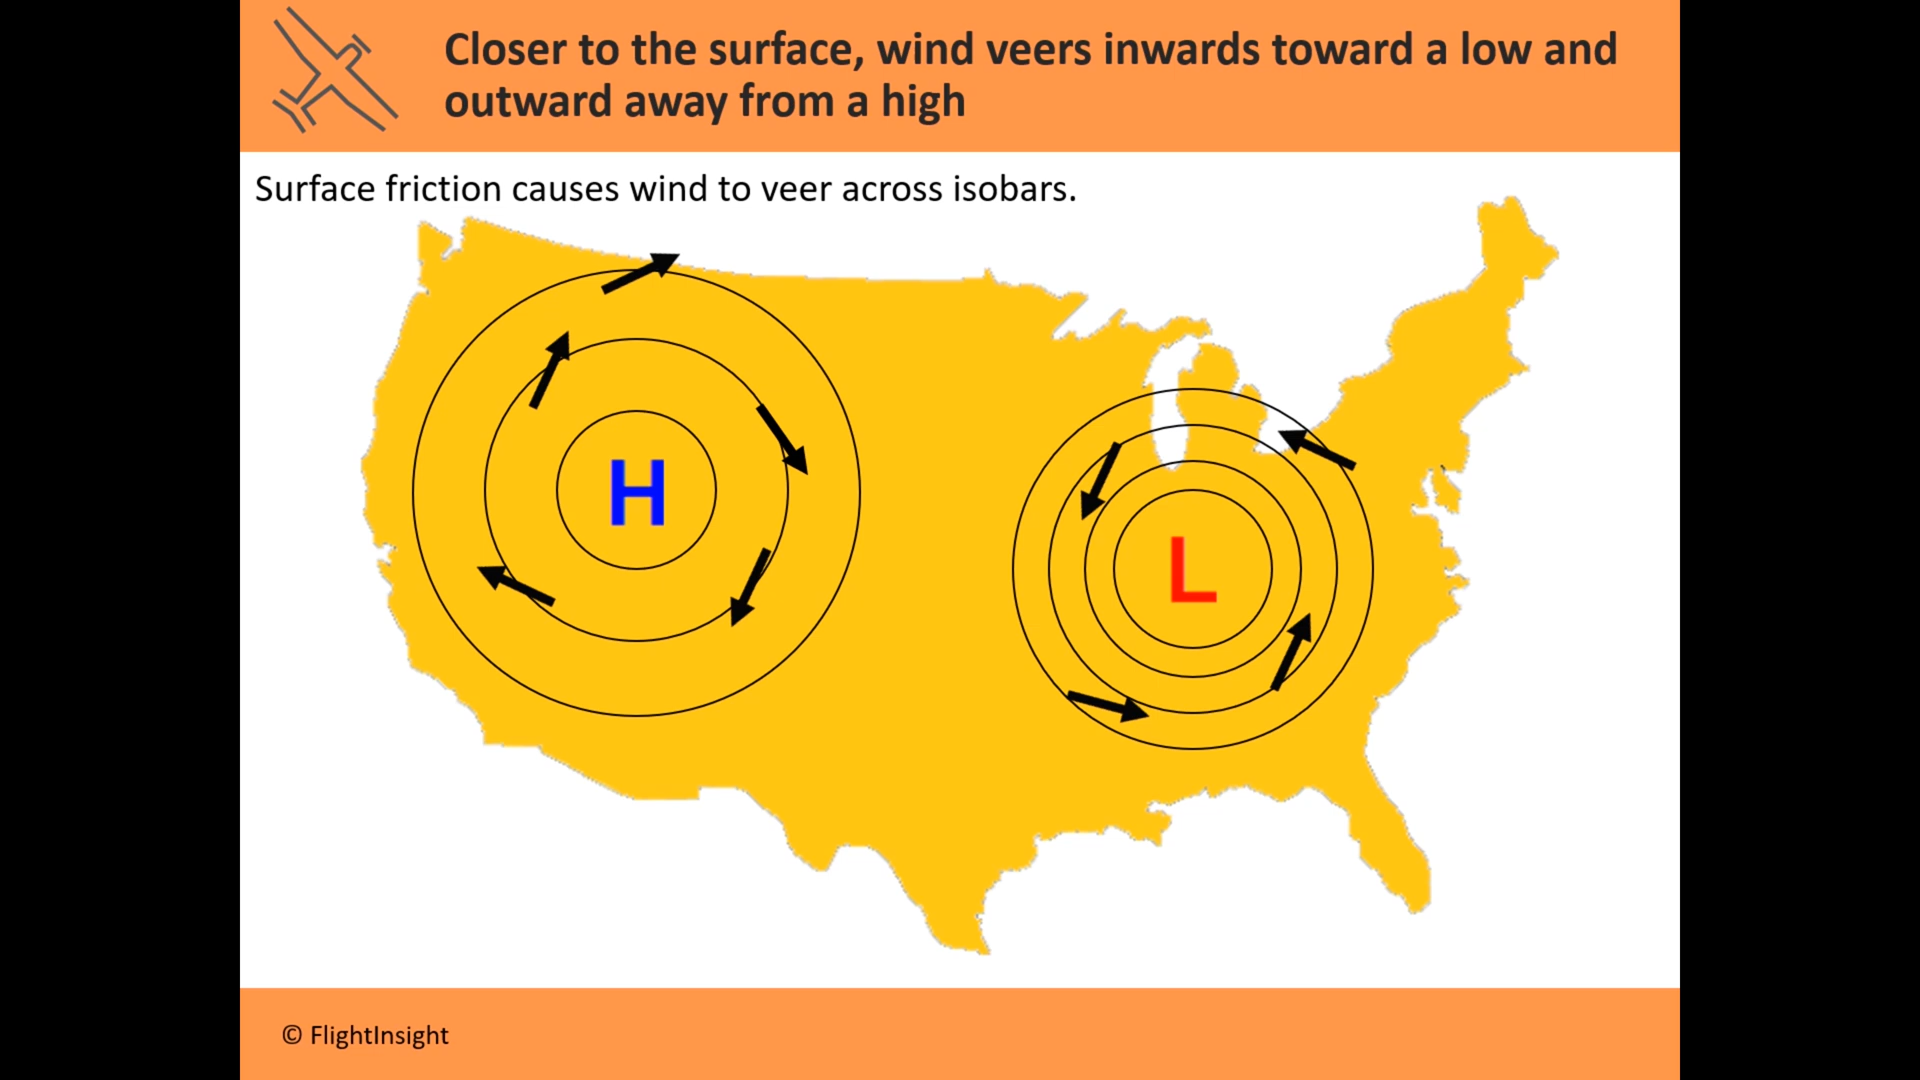 Closer to the surface, wind veers inwards toward a low and
outward away from a high
Surface friction causes wind to veer across isobars.
H
L
© FlightInsight